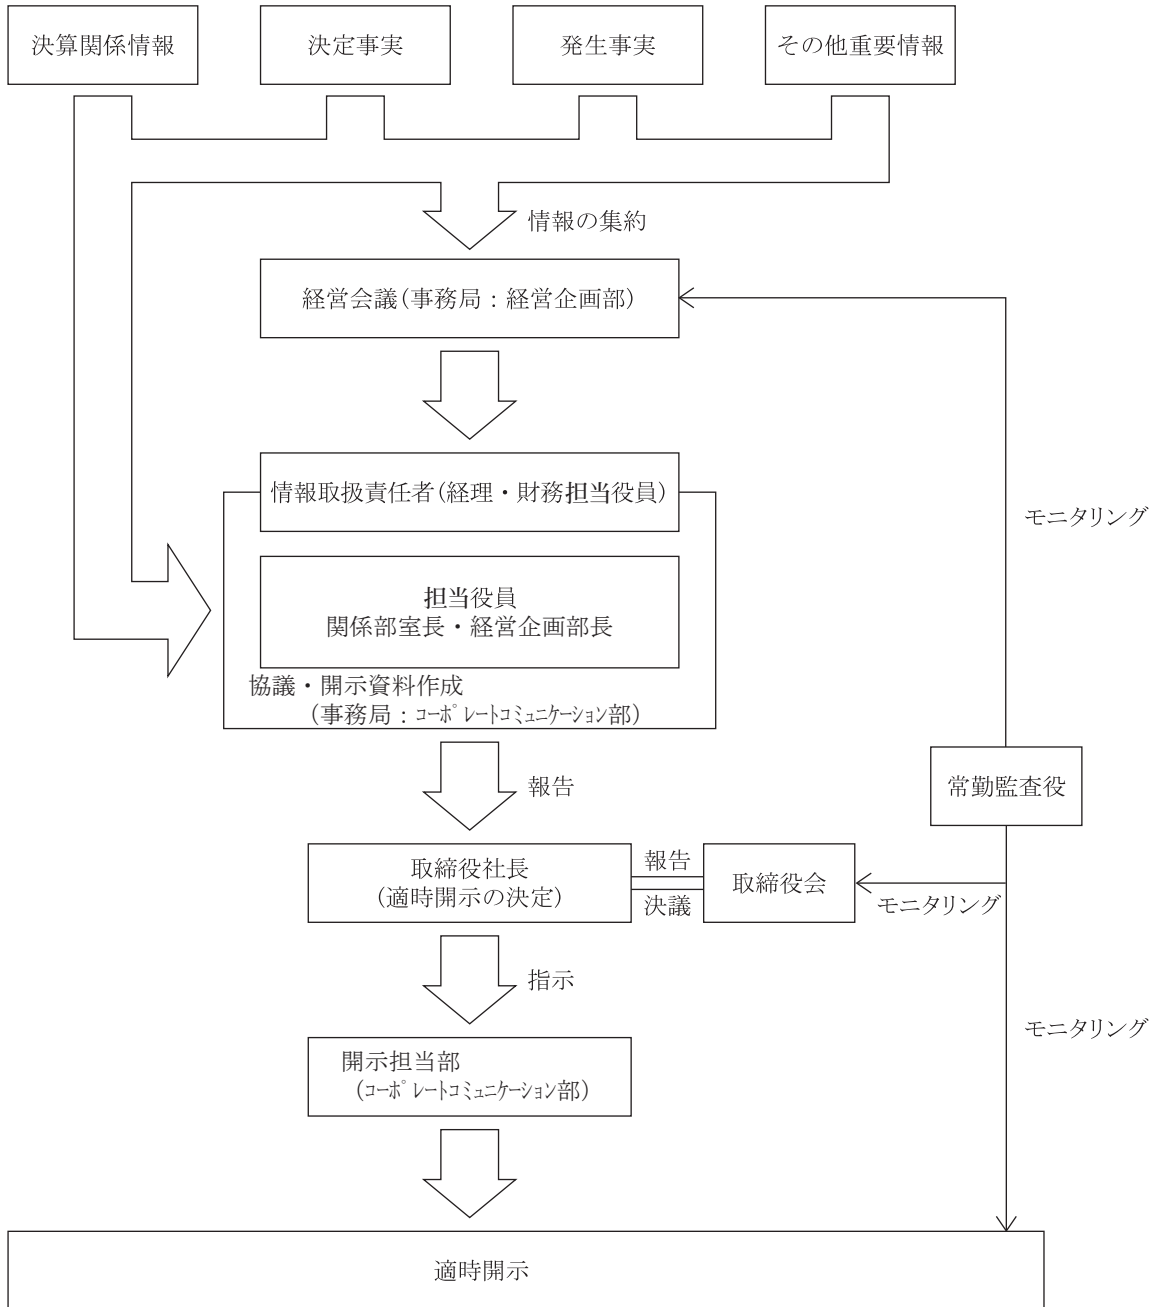 決算関係情報
決定事実
発生事実
その他重要情報
情報の集約
経営会議(事務局：経営企画部)
情報取扱責任者(経理・財務担当役員)
モニタリング
担当役員
関係部室長・経営企画部長
協議・開示資料作成
(事務局：ｺｰﾎﾟﾚｰﾄｺﾐｭﾆｹｰｼｮﾝ部)
報告
常勤監査役
取締役社長
(適時開示の決定)
報告
決議
取締役会
モニタリング
指示
モニタリング
開示担当部
(ｺｰﾎﾟﾚｰﾄｺﾐｭﾆｹｰｼｮﾝ部)
適時開示